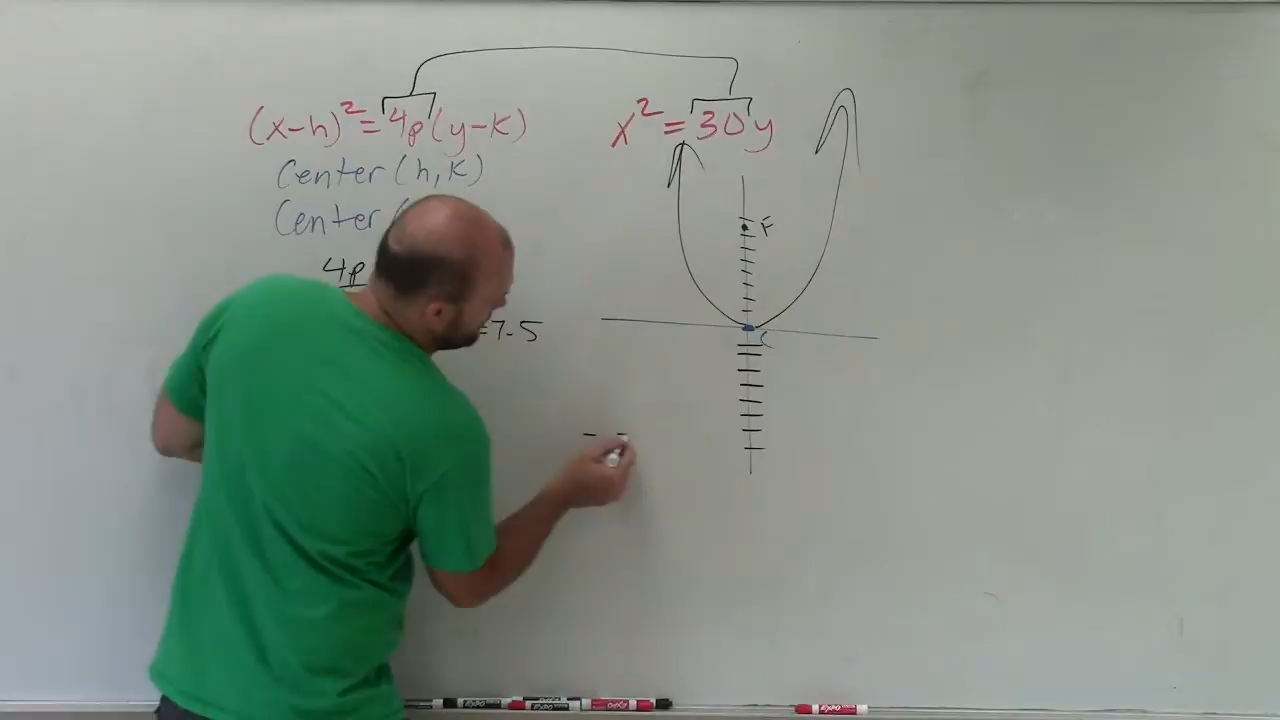 (x-h)²=4p(y-k)
x²=30y
Center(h,k)
Center(
F
4p
=7.5
C